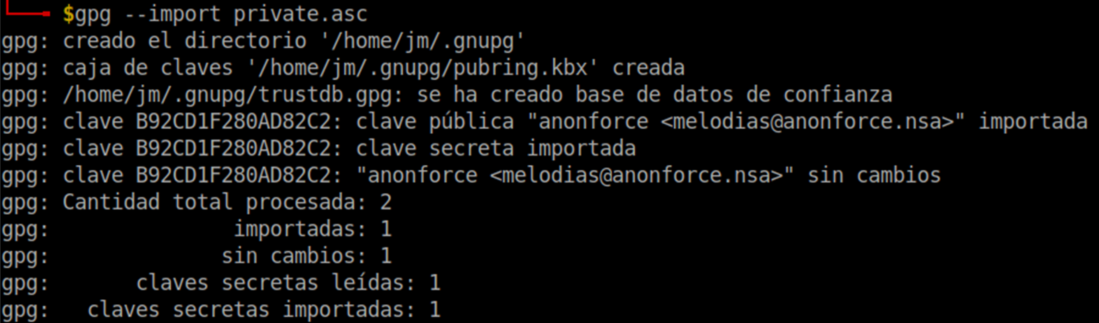 $gpg --import private.asc
gpg: creado el directorio '/home/jm/.gnupg'
gpg: caja de claves '/home/jm/.gnupg/pubring.kbx' creada
gpg: /home/jm/.gnupg/trustdb.gpg: se ha creado base de datos de confianza
gpg: clave B92CD1F280AD82C2: clave pública "anonforce <melodias@anonforce.nsa>" importada
gpg: clave B92CD1F280AD82C2: clave secreta importada
gpg: clave B92CD1F280AD82C2: "anonforce <melodias@anonforce.nsa>" sin cambios
gpg: Cantidad total procesada: 2
gpg:               importadas: 1
gpg:              sin cambios: 1
gpg:       claves secretas leídas: 1
gpg:   claves secretas importadas: 1